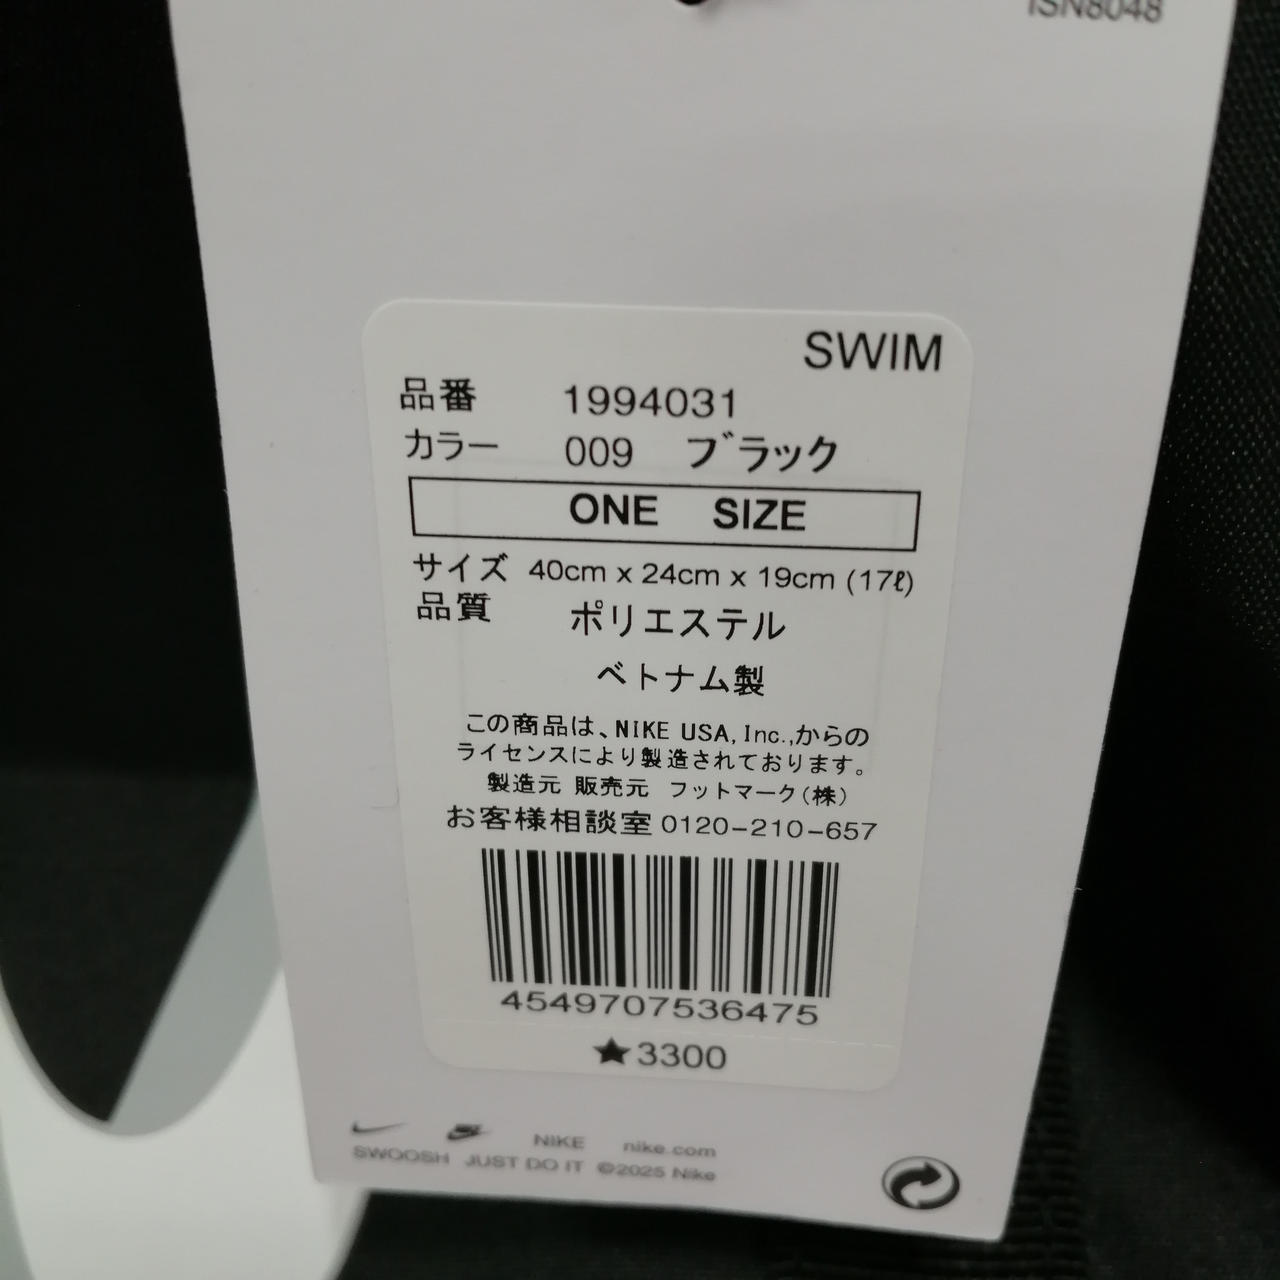 ISN8048
SWIM
品番 1994031
カラー 009 ブラック
ONE SIZE
サイズ 40cm x 24cm x 19cm (17ℓ)
品質 ポリエステル
ベトナム製
この商品は、NIKE USA, Inc.,からの
ライセンスにより製造されております。
製造元 販売元 フットマーク(株)
お客様相談室 0120-210-657
4549707536475
★3300
NIKE nike.com
SWOOSH JUST DO IT ©2025 Nike